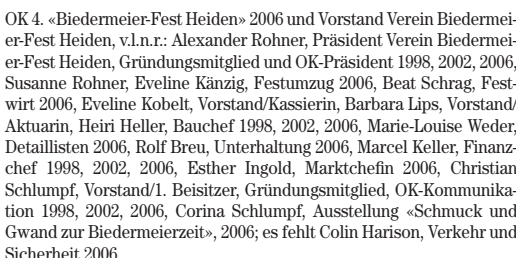 OK 4. «Biedermeier-Fest Heiden» 2006 und Vorstand Verein Biedermei-
er-Fest Heiden, v.l.n.r.: Alexander Rohner, Präsident Verein Biedermei-
er-Fest Heiden, Gründungsmitglied und OK-Präsident 1998, 2002, 2006,
Susanne Rohner, Eveline Känzig, Festumzug 2006, Beat Schrag, Fest-
wirt 2006, Eveline Kobelt, Vorstand/Kassierin, Barbara Lips, Vorstand/
Aktuarin, Heiri Heller, Bauchef 1998, 2002, 2006, Marie-Louise Weder,
Detaillisten 2006, Rolf Breu, Unterhaltung 2006, Marcel Keller, Finanz-
chef 1998, 2002, 2006, Esther Ingold, Marktchefin 2006, Christian
Schlumpf, Vorstand/1. Beisitzer, Gründungsmitglied, OK-Kommunika-
tion 1998, 2002, 2006, Corina Schlumpf, Ausstellung «Schmuck und
Gwand zur Biedermeierzeit», 2006; es fehlt Colin Harison, Verkehr und
Sicherheit 2006